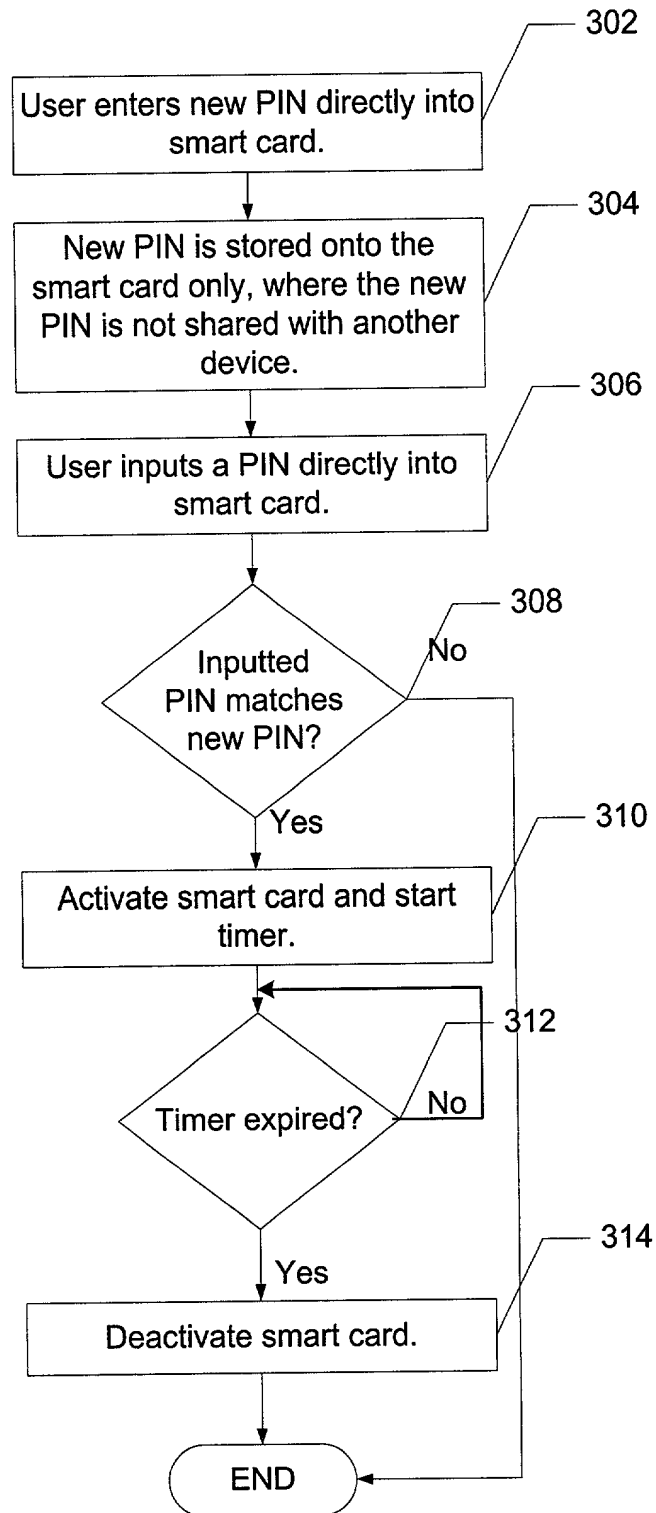 302
User enters new PIN directly into
smart card.
304
New PIN is stored onto the
smart card only, where the new
PIN is not shared with another
device.
306
User inputs a PIN directly into
smart card.
308
No
Inputted
PIN matches
new PIN?
Yes
310
Activate smart card and start
timer.
312
Timer expired?
No
Yes
314
Deactivate smart card.
END